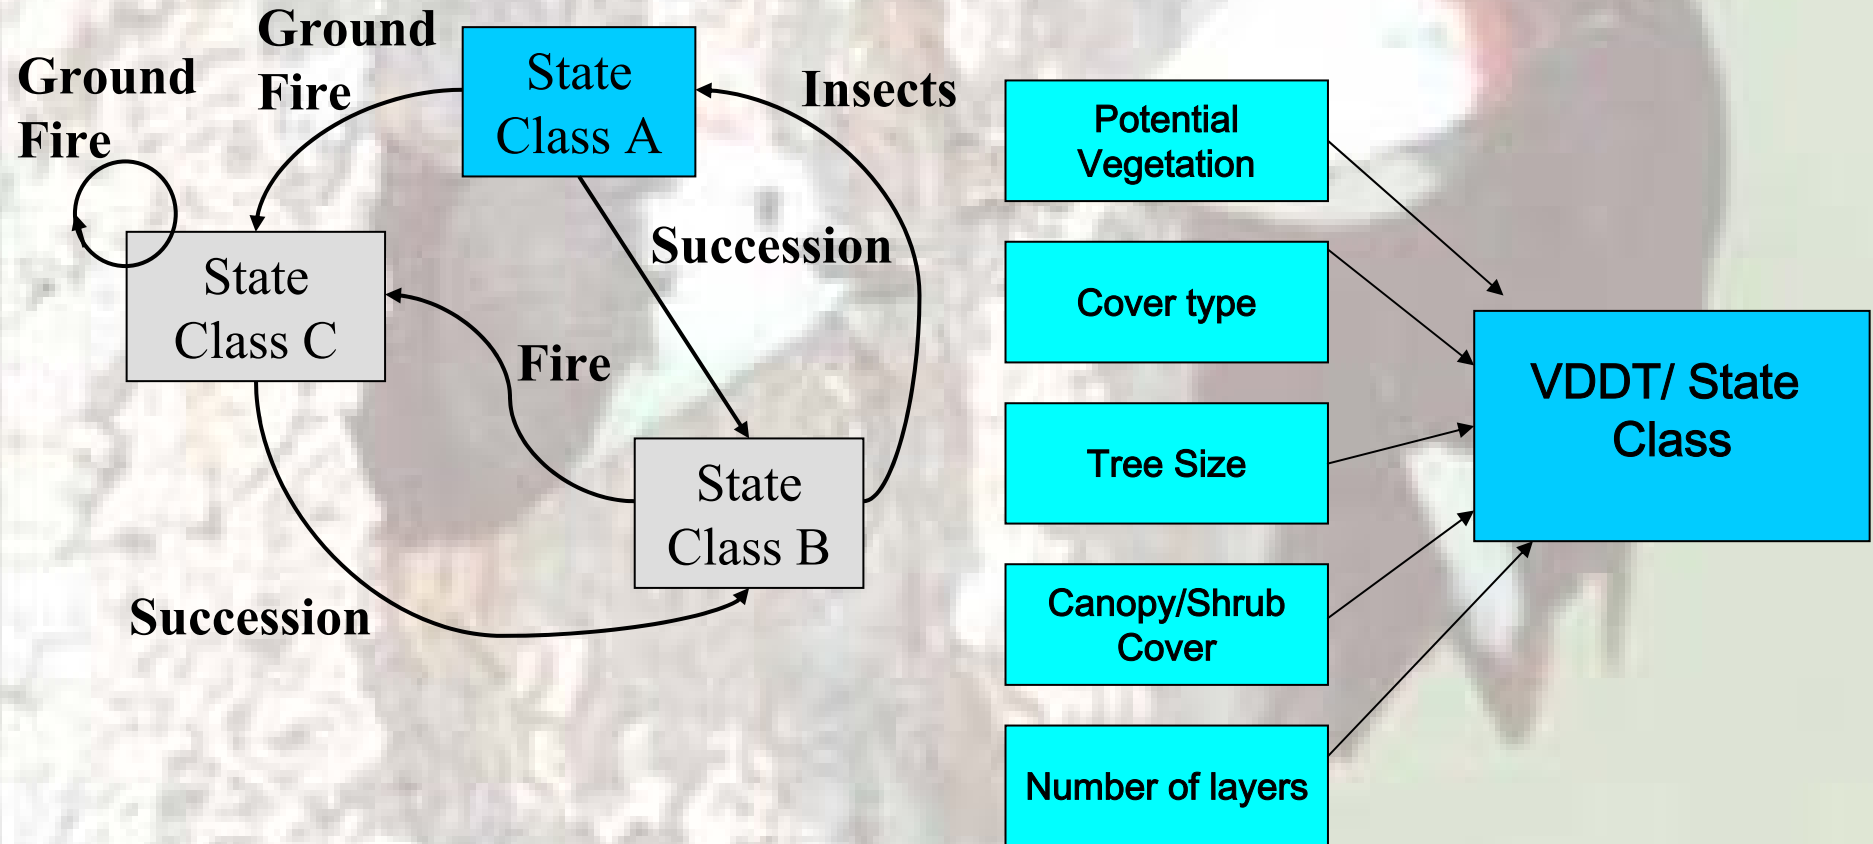 Ground
Fire
Ground
Fire
State
Class A
Insects
Succession
State
Class C
Fire
State
Class B
Succession
Potential
Vegetation
Cover type
Tree Size
Canopy/Shrub
Cover
Number of layers
VDDT/ State
Class